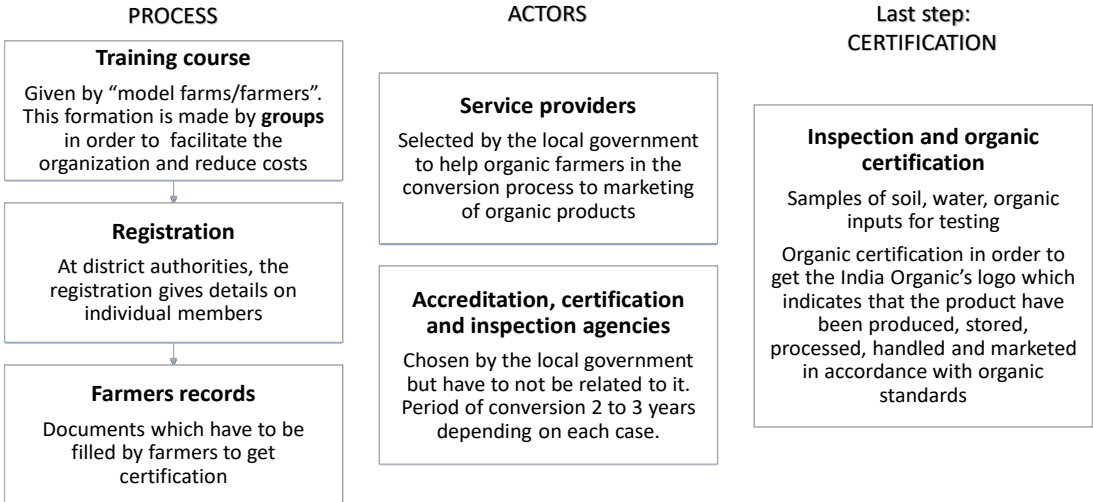 PROCESS
Training course
Given by “model farms/farmers”.
This formation is made by groups
in order to facilitate the
organization and reduce costs
Registration
At district authorities, the
registration gives details on
individual members
Farmers records
Documents which have to be
filled by farmers to get
certification
ACTORS
Service providers
Selected by the local government
to help organic farmers in the
conversion process to marketing
of organic products
Accreditation, certification
and inspection agencies
Chosen by the local government
but have to not be related to it.
Period of conversion 2 to 3 years
depending on each case.
Last step:
CERTIFICATION
Inspection and organic
certification
Samples of soil, water, organic
inputs for testing
Organic certification in order to
get the India Organic’s logo which
indicates that the product have
been produced, stored,
processed, handled and marketed
in accordance with organic
standards